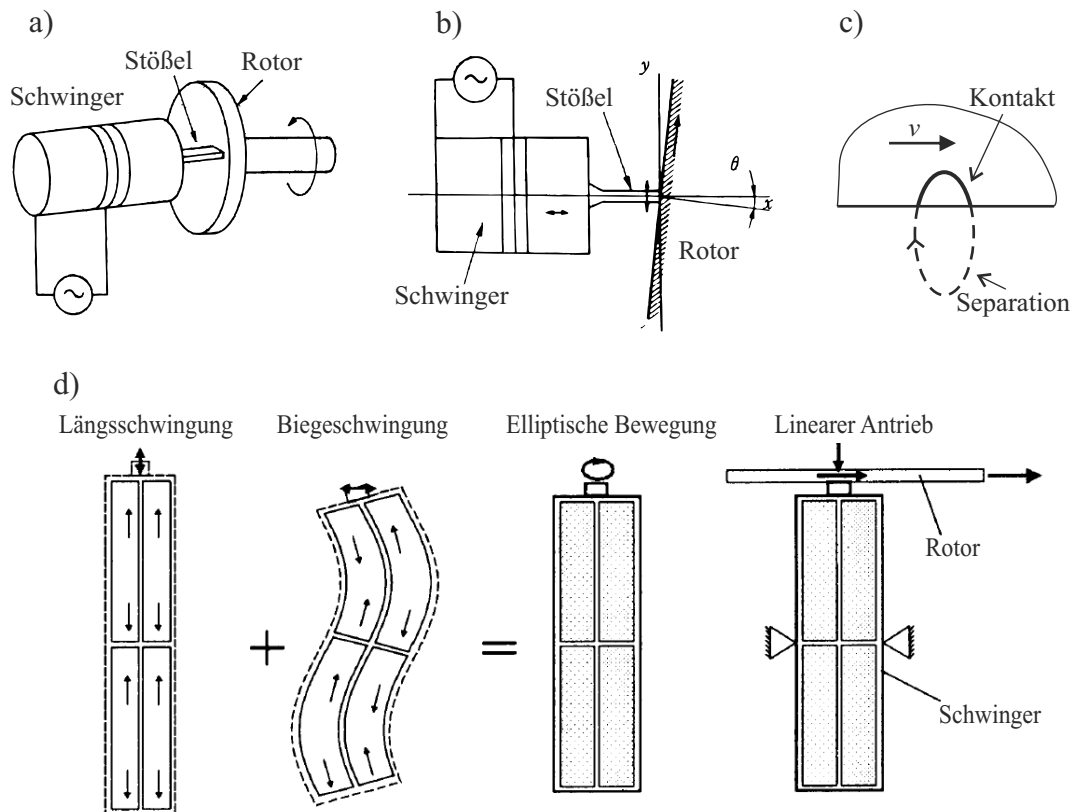 a)
Stößel
Rotor
Schwinger
b)
y
Stößel
θ
x
Rotor
Schwinger
c)
Kontakt
v
Separation
d)
Längsschwingung
Biegeschwingung
Elliptische Bewegung
Linearer Antrieb
+
=
Rotor
Schwinger